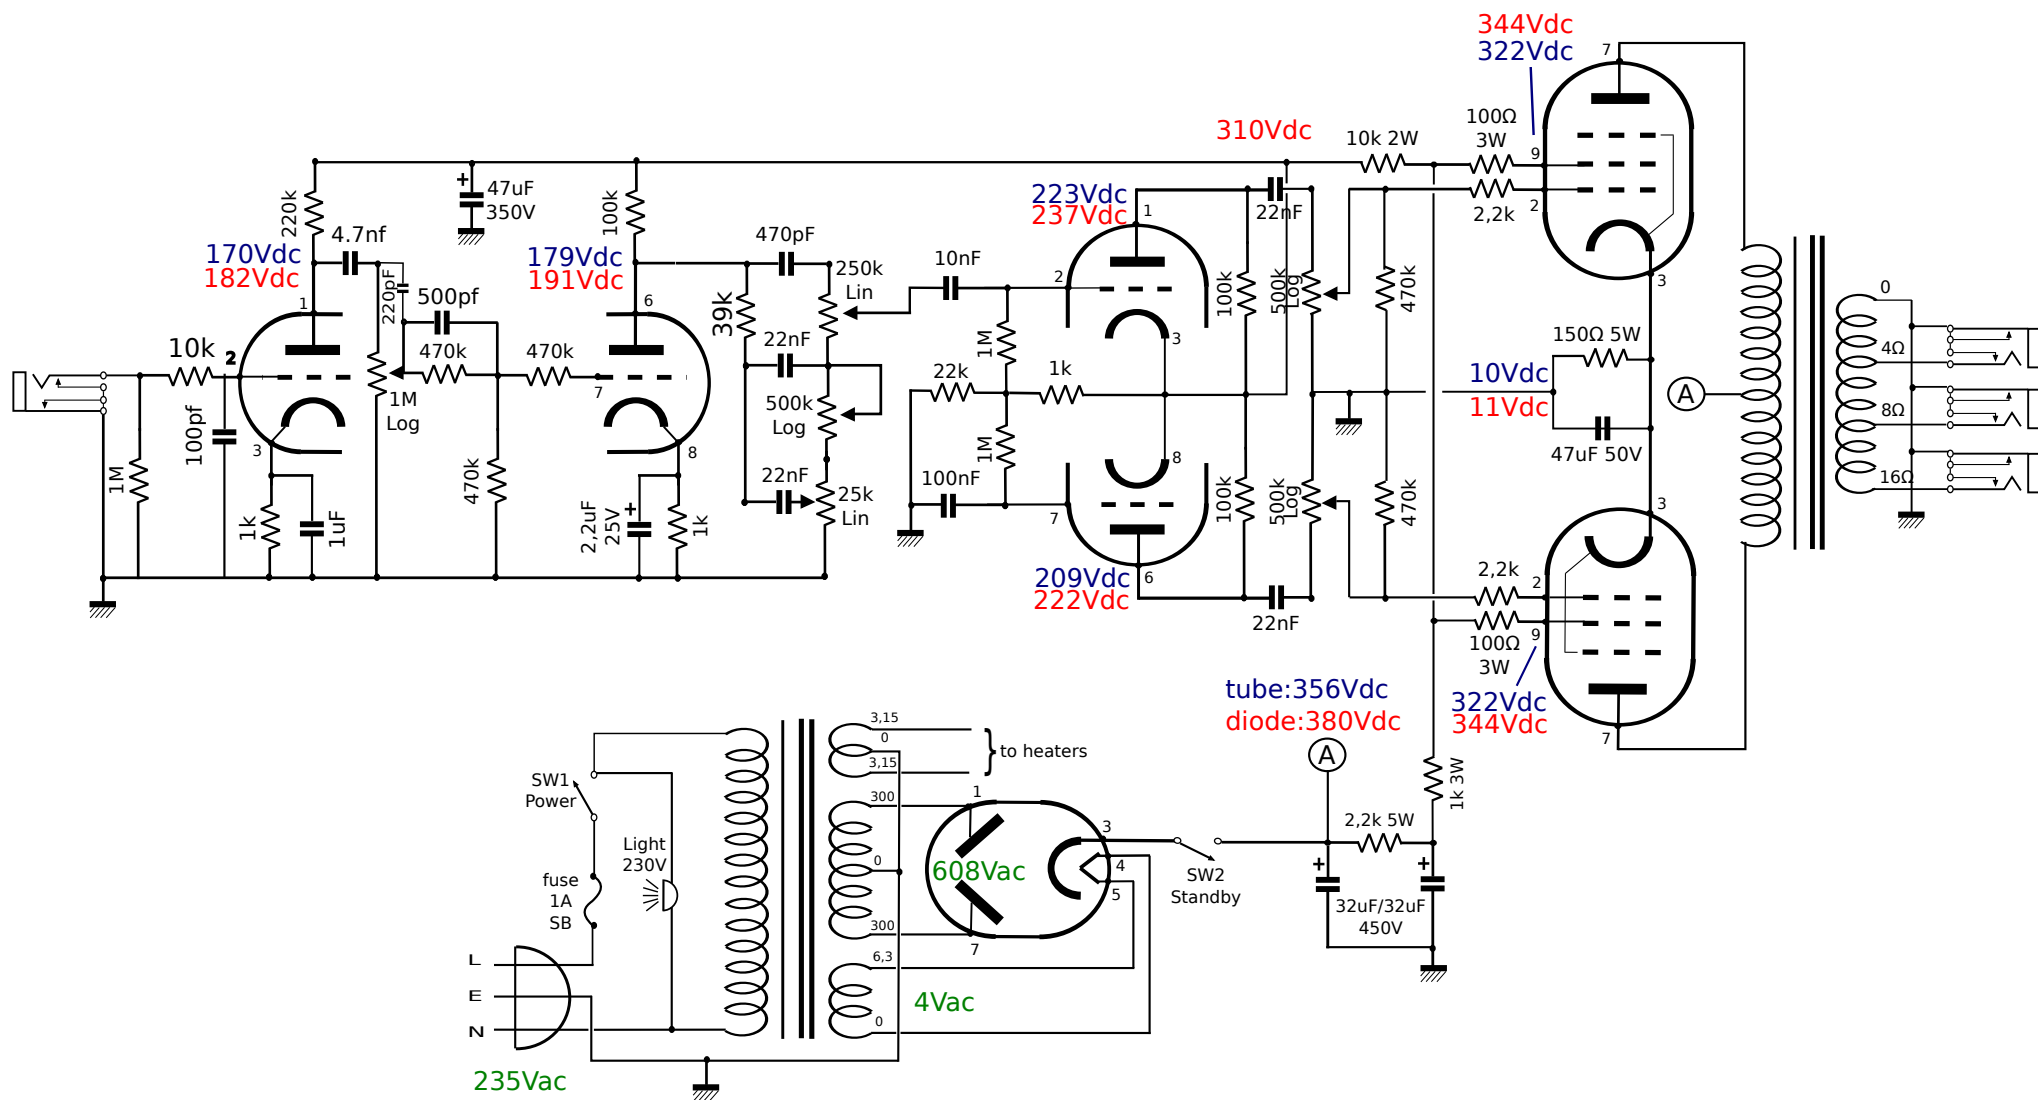 344Vdc
322Vdc
7
100Ω
3W
310Vdc
10k 2W
9
2
2,2k
3
220k
4.7nf
+
47uF
350V
100k
470pF
223Vdc
237Vdc
1
22nF
170Vdc
182Vdc
220pF
1
500pf
179Vdc
191Vdc
6
39k
250k
Lin
10nF
2
3
100k
500k
Log
470k
0
4Ω
8Ω
16Ω
10k
2
470k
470k
7
22nF
1M
22k
1k
150Ω 5W
10Vdc
11Vdc
A
47uF 50V
1M
Log
500k
Log
100pf
3
8
1M
8
1M
470k
22nF
25k
Lin
100nF
7
100k
500k
Log
470k
3
1k
1uF
2,2uF
25V
+
1k
209Vdc
222Vdc
6
22nF
2,2k
2
9
100Ω
3W
322Vdc
344Vdc
7
tube:356Vdc
diode:380Vdc
A
3,15
0
3,15
} to heaters
SW1
Power
300
1
1k 3W
Light
230V
0
608Vac
3
4
5
SW2
Standby
2,2k 5W
+
+
32uF/32uF
450V
fuse
1A
SB
300
7
L
E
N
6,3
4Vac
0
235Vac